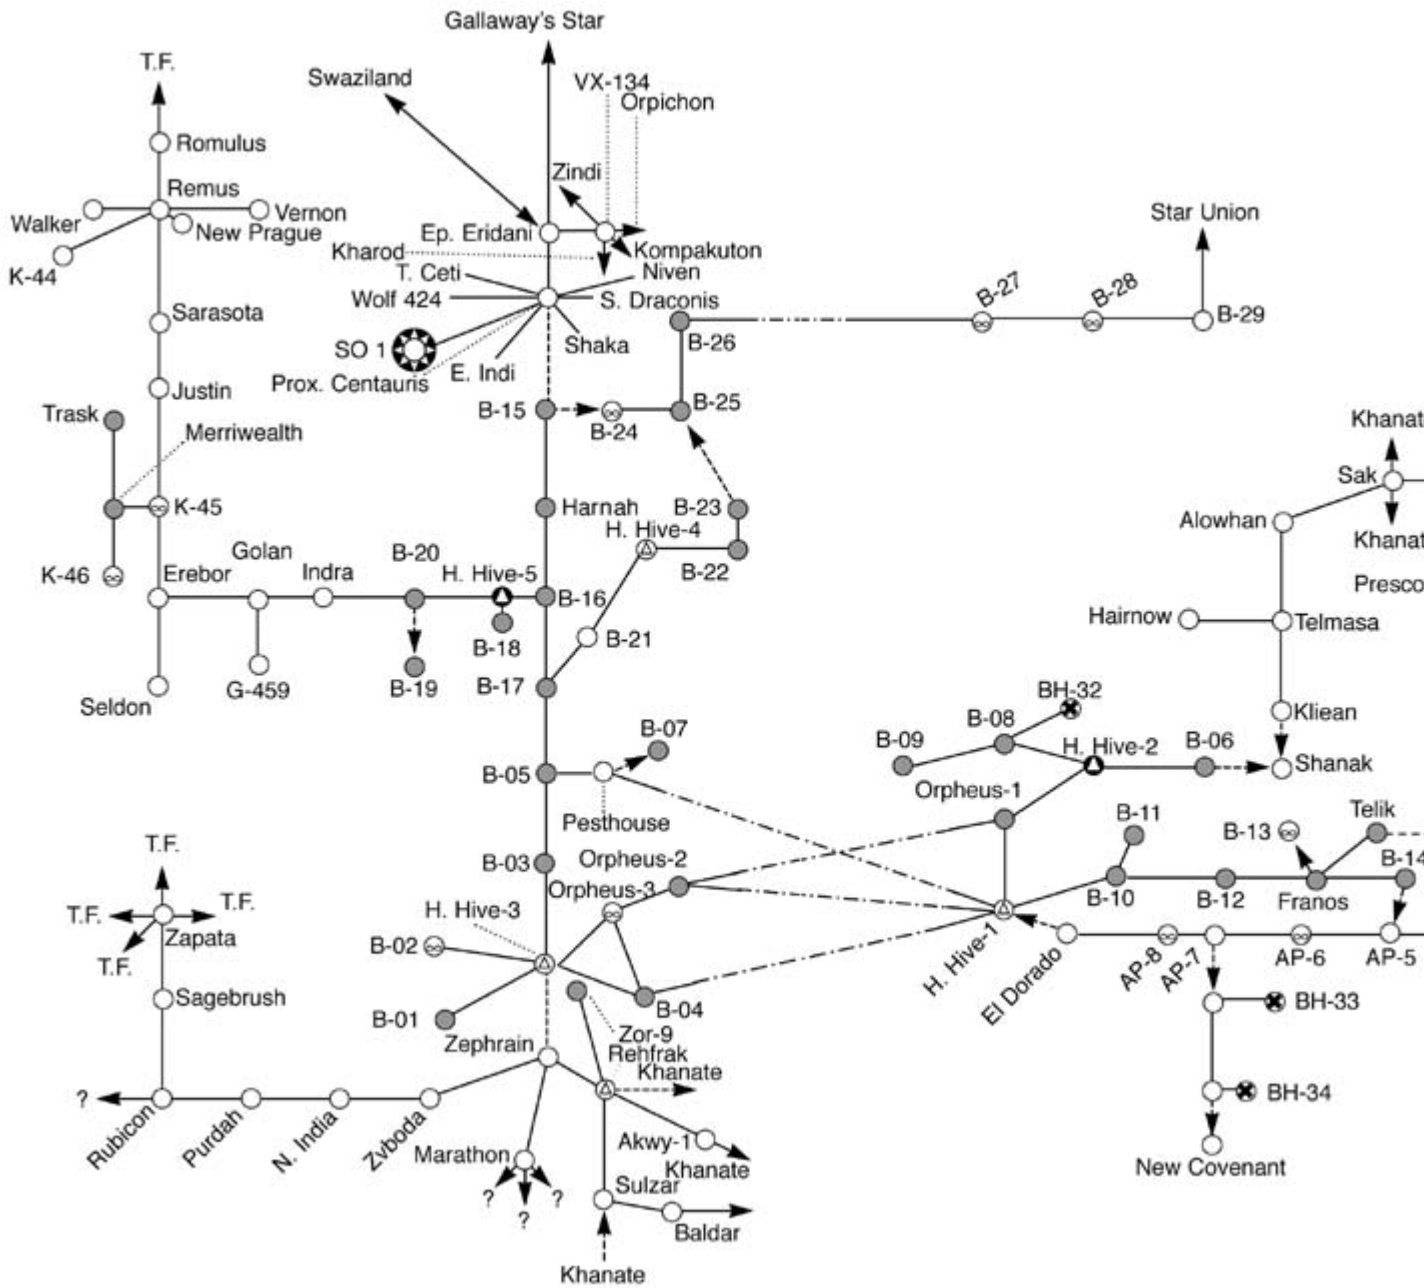 Gallaway's Star
T.F.
Swaziland
VX-134
Orpichon
Romulus
Zindi
Remus
Walker
Vernon
New Prague
K-44
Ep. Eridani
Kharod
Kompakuton
T. Ceti
Niven
Wolf 424
S. Draconis
Star Union
B-27
B-28
B-29
Sarasota
SO 1
Shaka
B-26
Prox. Centauris
E. Indi
Justin
Trask
B-15
B-24
B-25
Merriwealth
Khanat
Sak
K-45
Harnah
B-23
H. Hive-4
Alowhan
Khanat
K-46
Erebor
Golan
Indra
B-20
H. Hive-5
B-16
B-22
Presco
Hairnow
Telmasa
B-18
B-21
Seldon
G-459
B-19
B-17
BH-32
Kliean
B-07
B-09
B-08
H. Hive-2
B-06
B-05
Shanak
Orpheus-1
Pesthouse
B-11
B-13
Telik
T.F.
B-03
Orpheus-2
Orpheus-3
B-14
T.F.
T.F.
Zapata
T.F.
H. Hive-3
B-10
B-12
Franos
B-02
H. Hive-1
El Dorado
AP-8
AP-7
AP-6
AP-5
Sagebrush
B-01
B-04
BH-33
Zephrain
Zor-9
Rehfrak
Khanate
?
BH-34
Rubicon
Purdah
N. India
Zvboda
Marathon
Akwy-1
Khanate
New Covenant
?
?
?
Sulzar
Baldar
Khanate